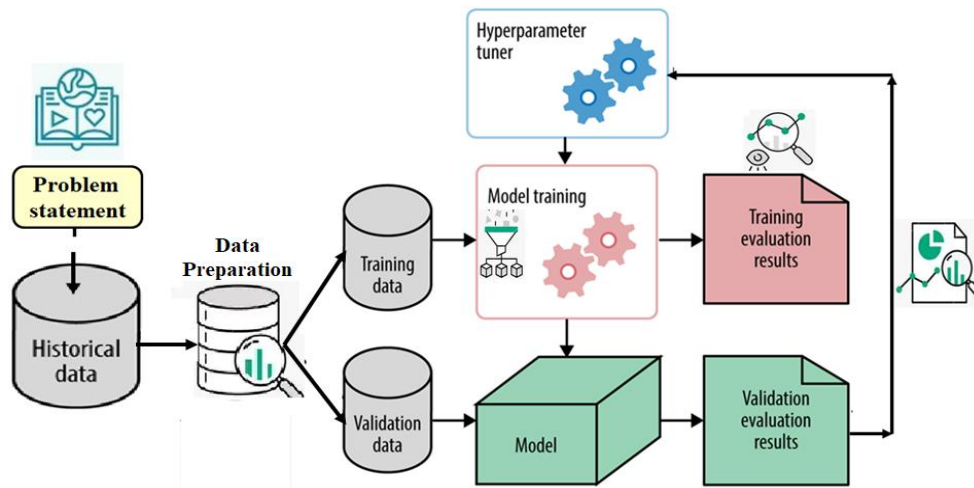 Hyperparameter
tuner
Problem
statement
Model training
Data
Preparation
Training
data
Training
evaluation
results
Historical
data
Validation
data
Model
Validation
evaluation
results